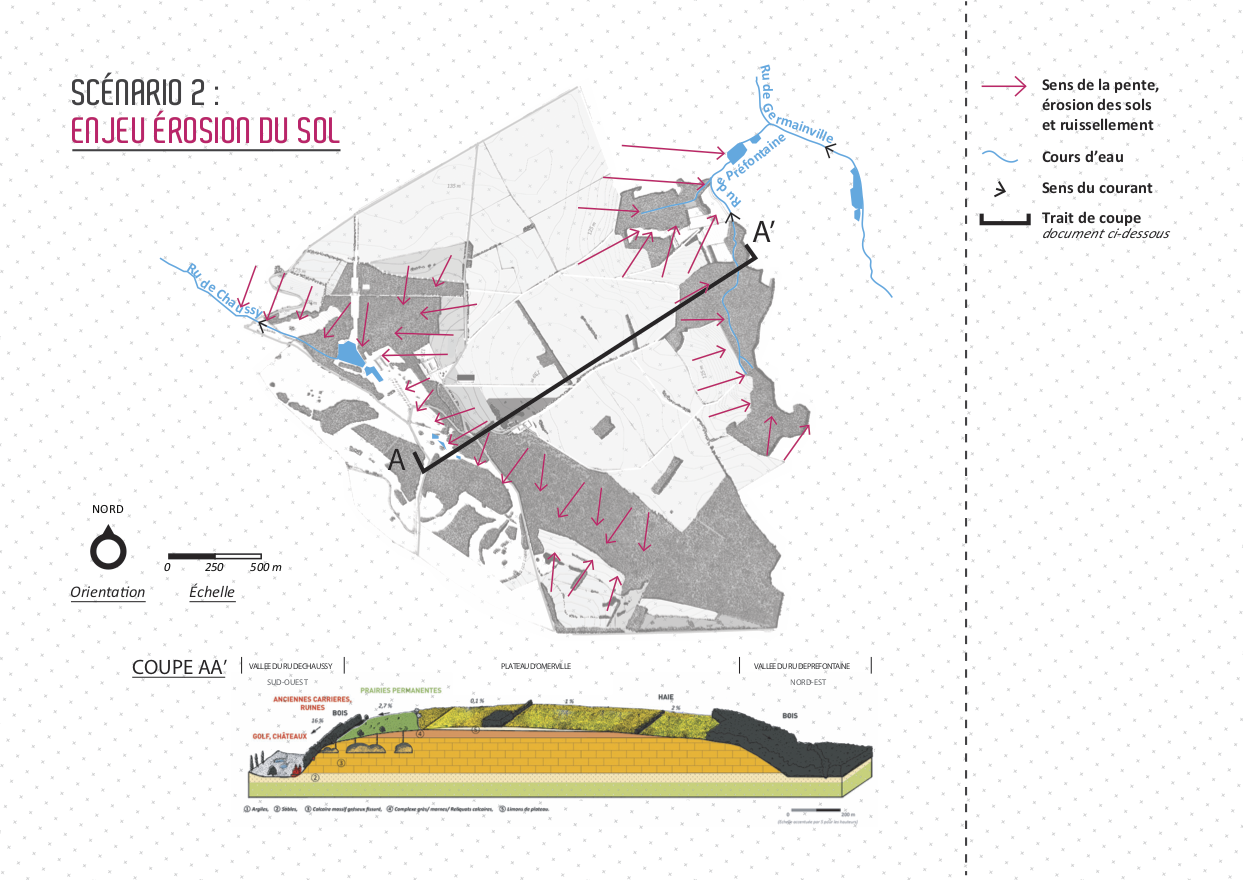 SCÉNARIO 2 :
ENJEU ÉROSION DU SOL
Ru de Germainville
Ru de Préfontaine
Ru de Chaussy
A'
A
NORD
Orientation
0 250 500 m
Échelle
Sens de la pente,
érosion des sols
et ruissellement
Cours d'eau
Sens du courant
Trait de coupe
document ci-dessous
COUPE AA'
VALLEE DU RU DE CHAUSSY
SUD-OUEST
PLATEAU D'OMERVILLE
VALLEE DU RU DE PREFONTAINE
NORD-EST
ANCIENNES CARRIERES,
RUINES
PRAIRIES PERMANENTES
BOIS
16 %
2,7 %
0,1 %
1 %
HAIE
2 %
BOIS
GOLF, CHÂTEAUX
① Argiles, ② Sables, ③ Calcaire massif gréseux fissuré, ④ Complexe grès/ marnes/ Reliquats calcaires, ⑤ Limons de plateau.
0 200 m